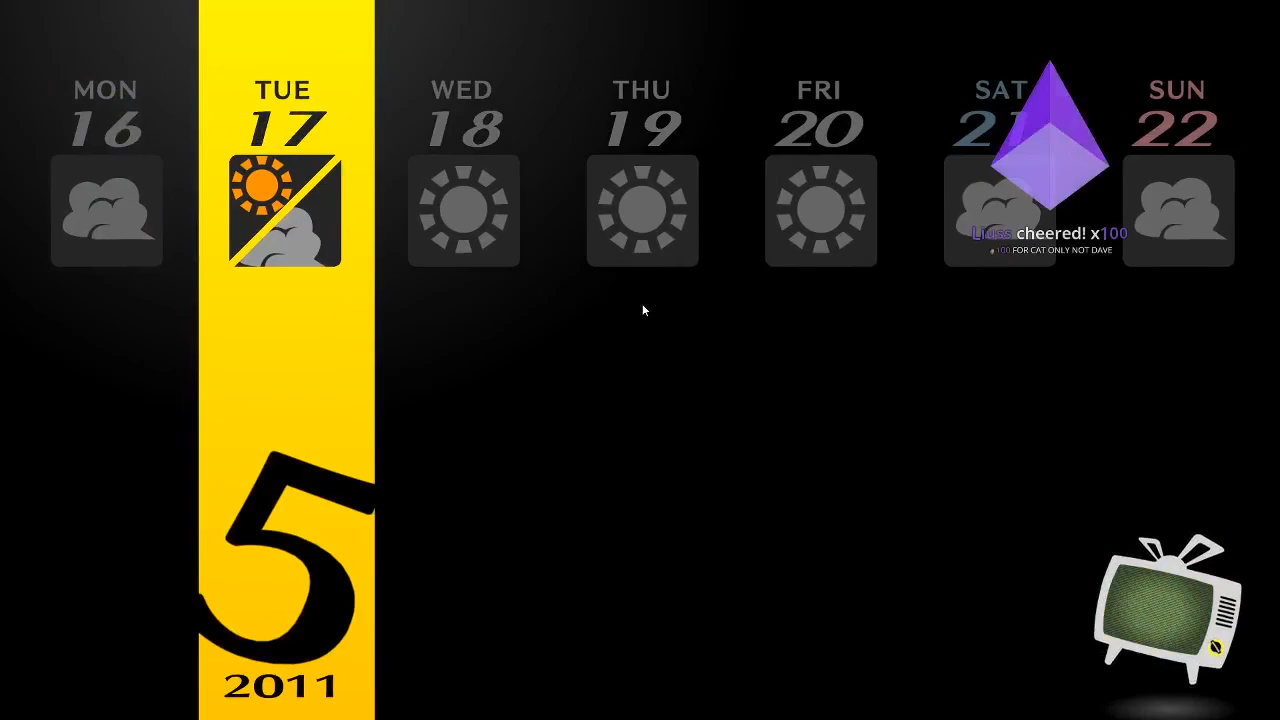 MON
16
TUE
17
WED
18
THU
19
FRI
20
SAT
21
SUN
22
cheered! x100
100 FOR CAT ONLY NOT DAVE
5
2011